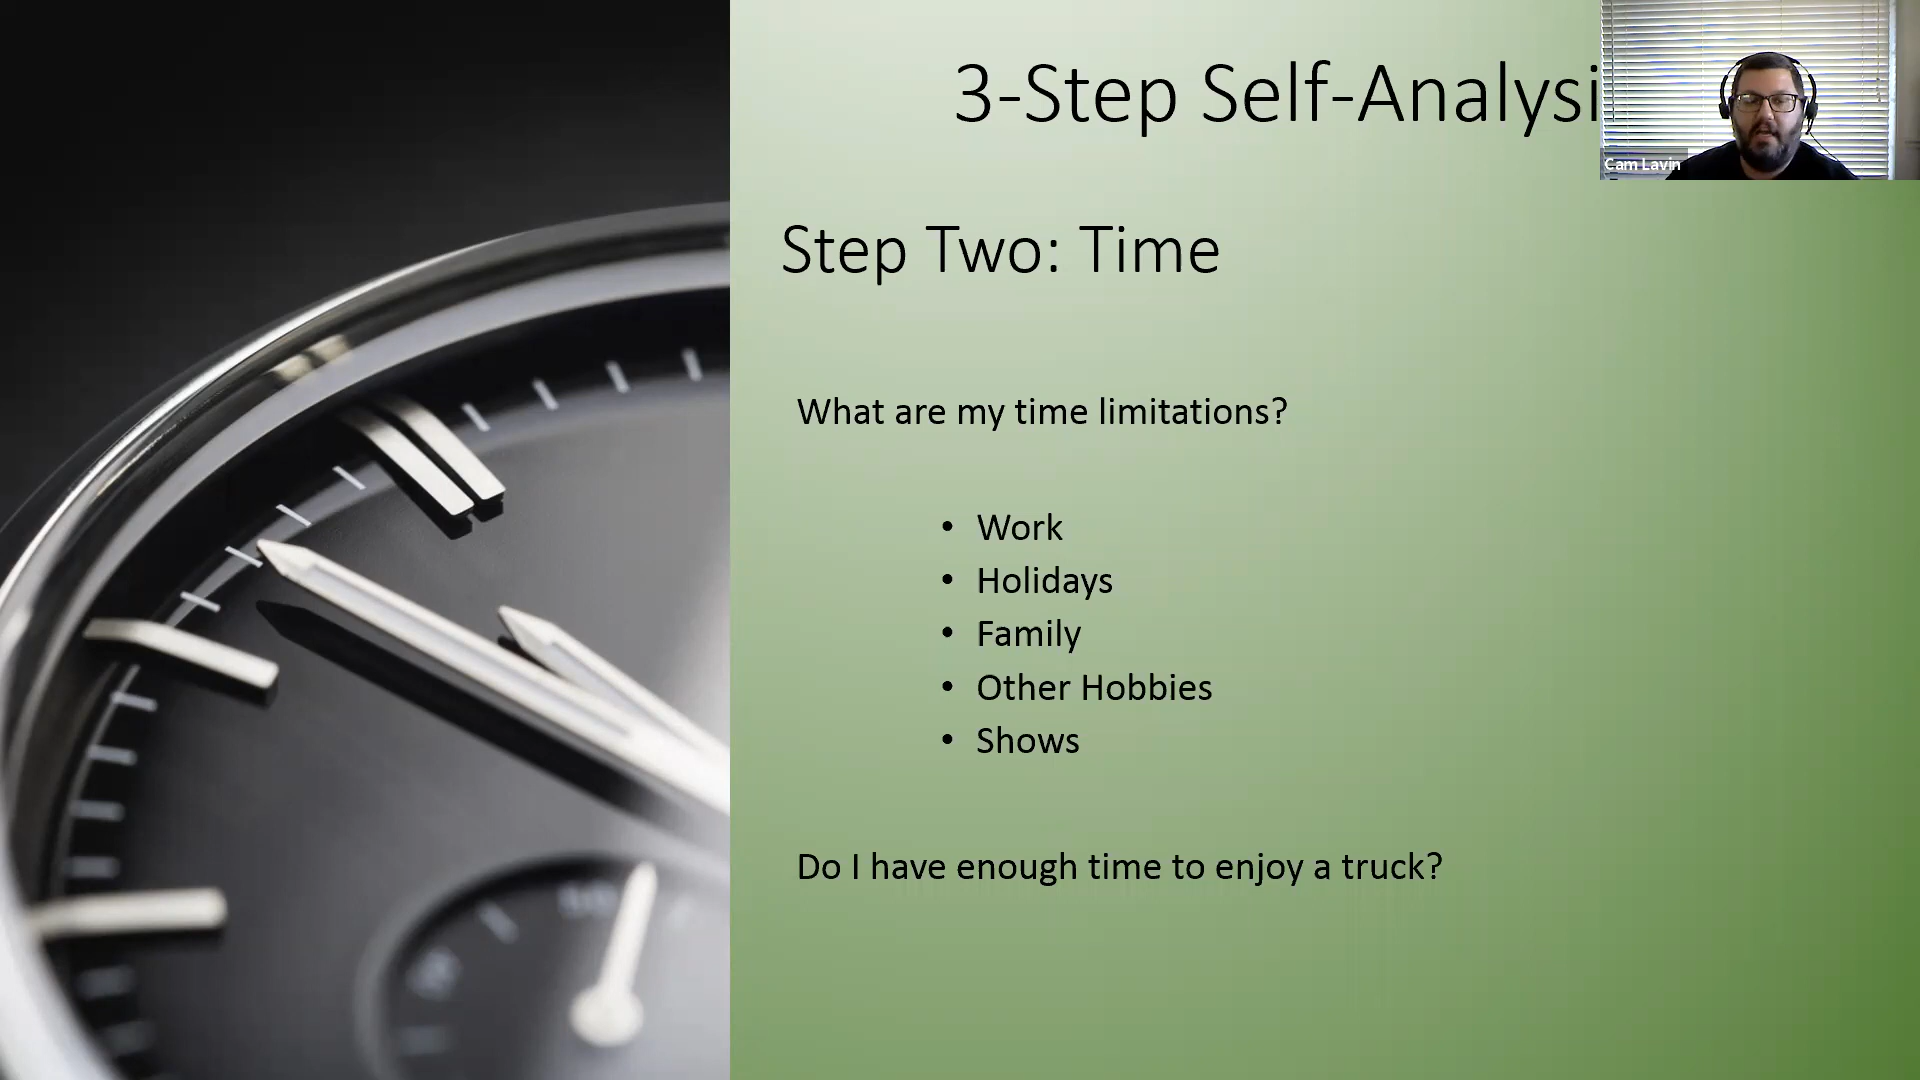 3-Step Self-Analysi
Cam Lavin
Step Two: Time
What are my time limitations?
• Work
• Holidays
• Family
• Other Hobbies
• Shows
Do I have enough time to enjoy a truck?